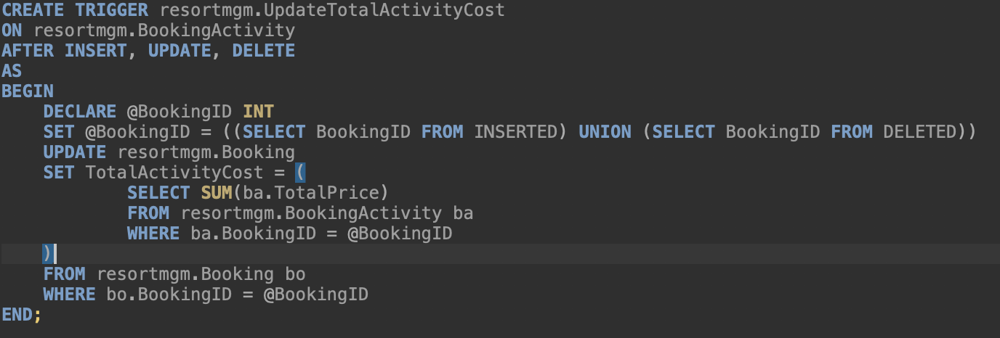 CREATE TRIGGER resortmgm.UpdateTotalActivityCost
ON resortmgm.BookingActivity
AFTER INSERT, UPDATE, DELETE
AS
BEGIN
    DECLARE @BookingID INT
    SET @BookingID = ((SELECT BookingID FROM INSERTED) UNION (SELECT BookingID FROM DELETED))
    UPDATE resortmgm.Booking
    SET TotalActivityCost = (
            SELECT SUM(ba.TotalPrice)
            FROM resortmgm.BookingActivity ba
            WHERE ba.BookingID = @BookingID
    )
    FROM resortmgm.Booking bo
    WHERE bo.BookingID = @BookingID
END;